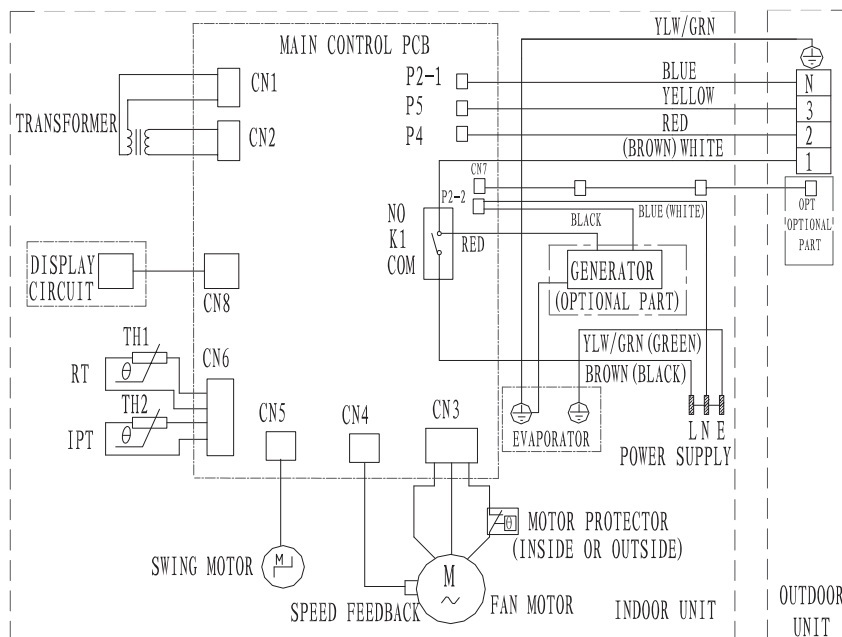 YLW/GRN
MAIN CONTROL PCB
CN1
CN2
TRANSFORMER
P2-1
P5
P4
BLUE
YELLOW
RED
(BROWN) WHITE
N
3
2
1
CN7
P2-2
BLACK
BLUE(WHITE)
OPT
OPTIONAL
PART
NO
K1
COM
RED
GENERATOR
(OPTIONAL PART)
DISPLAY
CIRCUIT
CN8
TH1
RT
θ
CN6
TH2
IPT
θ
YLW/GRN(GREEN)
BROWN(BLACK)
CN5
CN4
CN3
EVAPORATOR
L N E
POWER SUPPLY
θ
MOTOR PROTECTOR
(INSIDE OR OUTSIDE)
M
SWING MOTOR
M
~
SPEED FEEDBACK
FAN MOTOR
INDOOR UNIT
OUTDOOR
UNIT